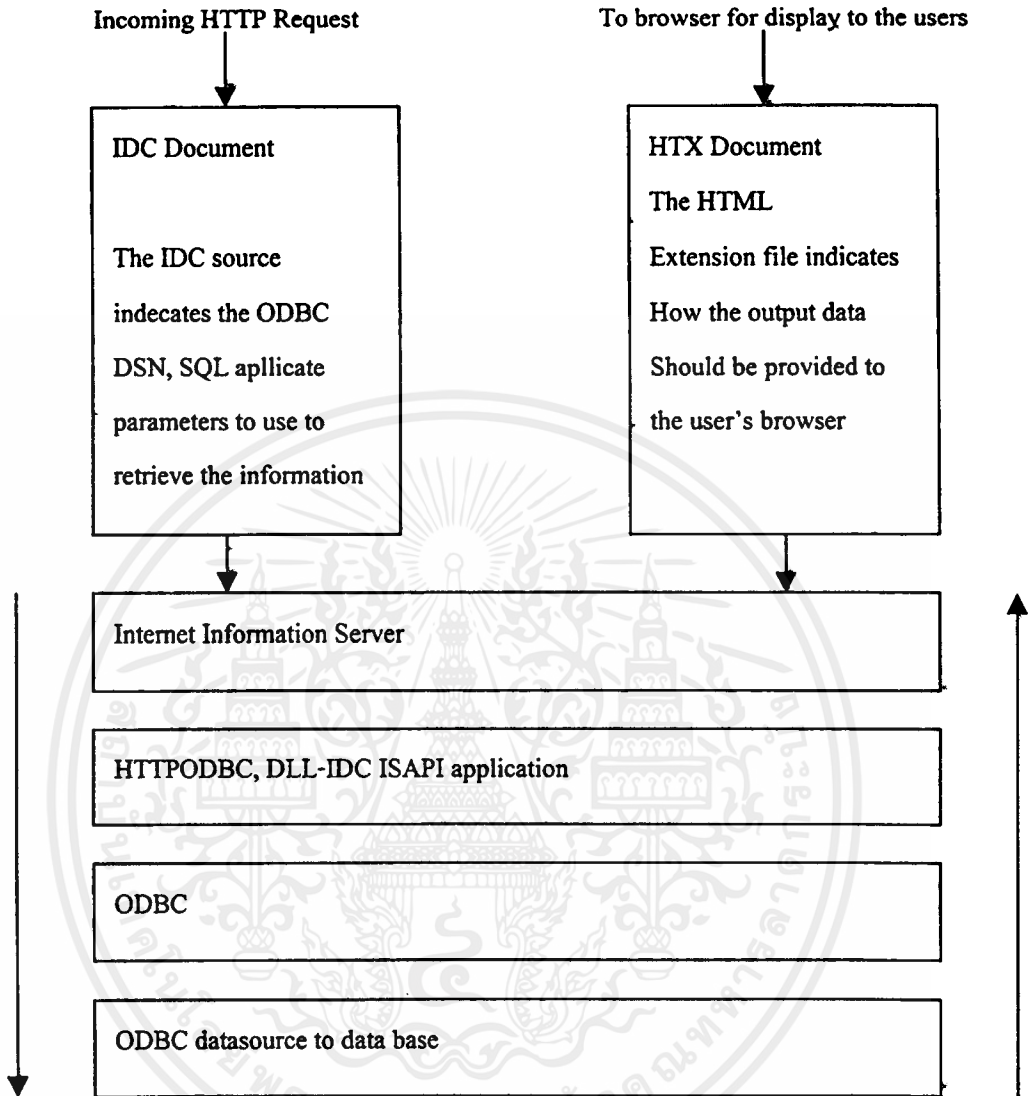 Incoming HTTP Request
To browser for display to the users
IDC Document
The IDC source
indecates the ODBC
DSN, SQL apllicate
parameters to use to
retrieve the information
HTX Document
The HTML
Extension file indicates
How the output data
Should be provided to
the user's browser
Internet Information Server
HTTPODBC, DLL-IDC ISAPI application
ODBC
ODBC datasource to data base